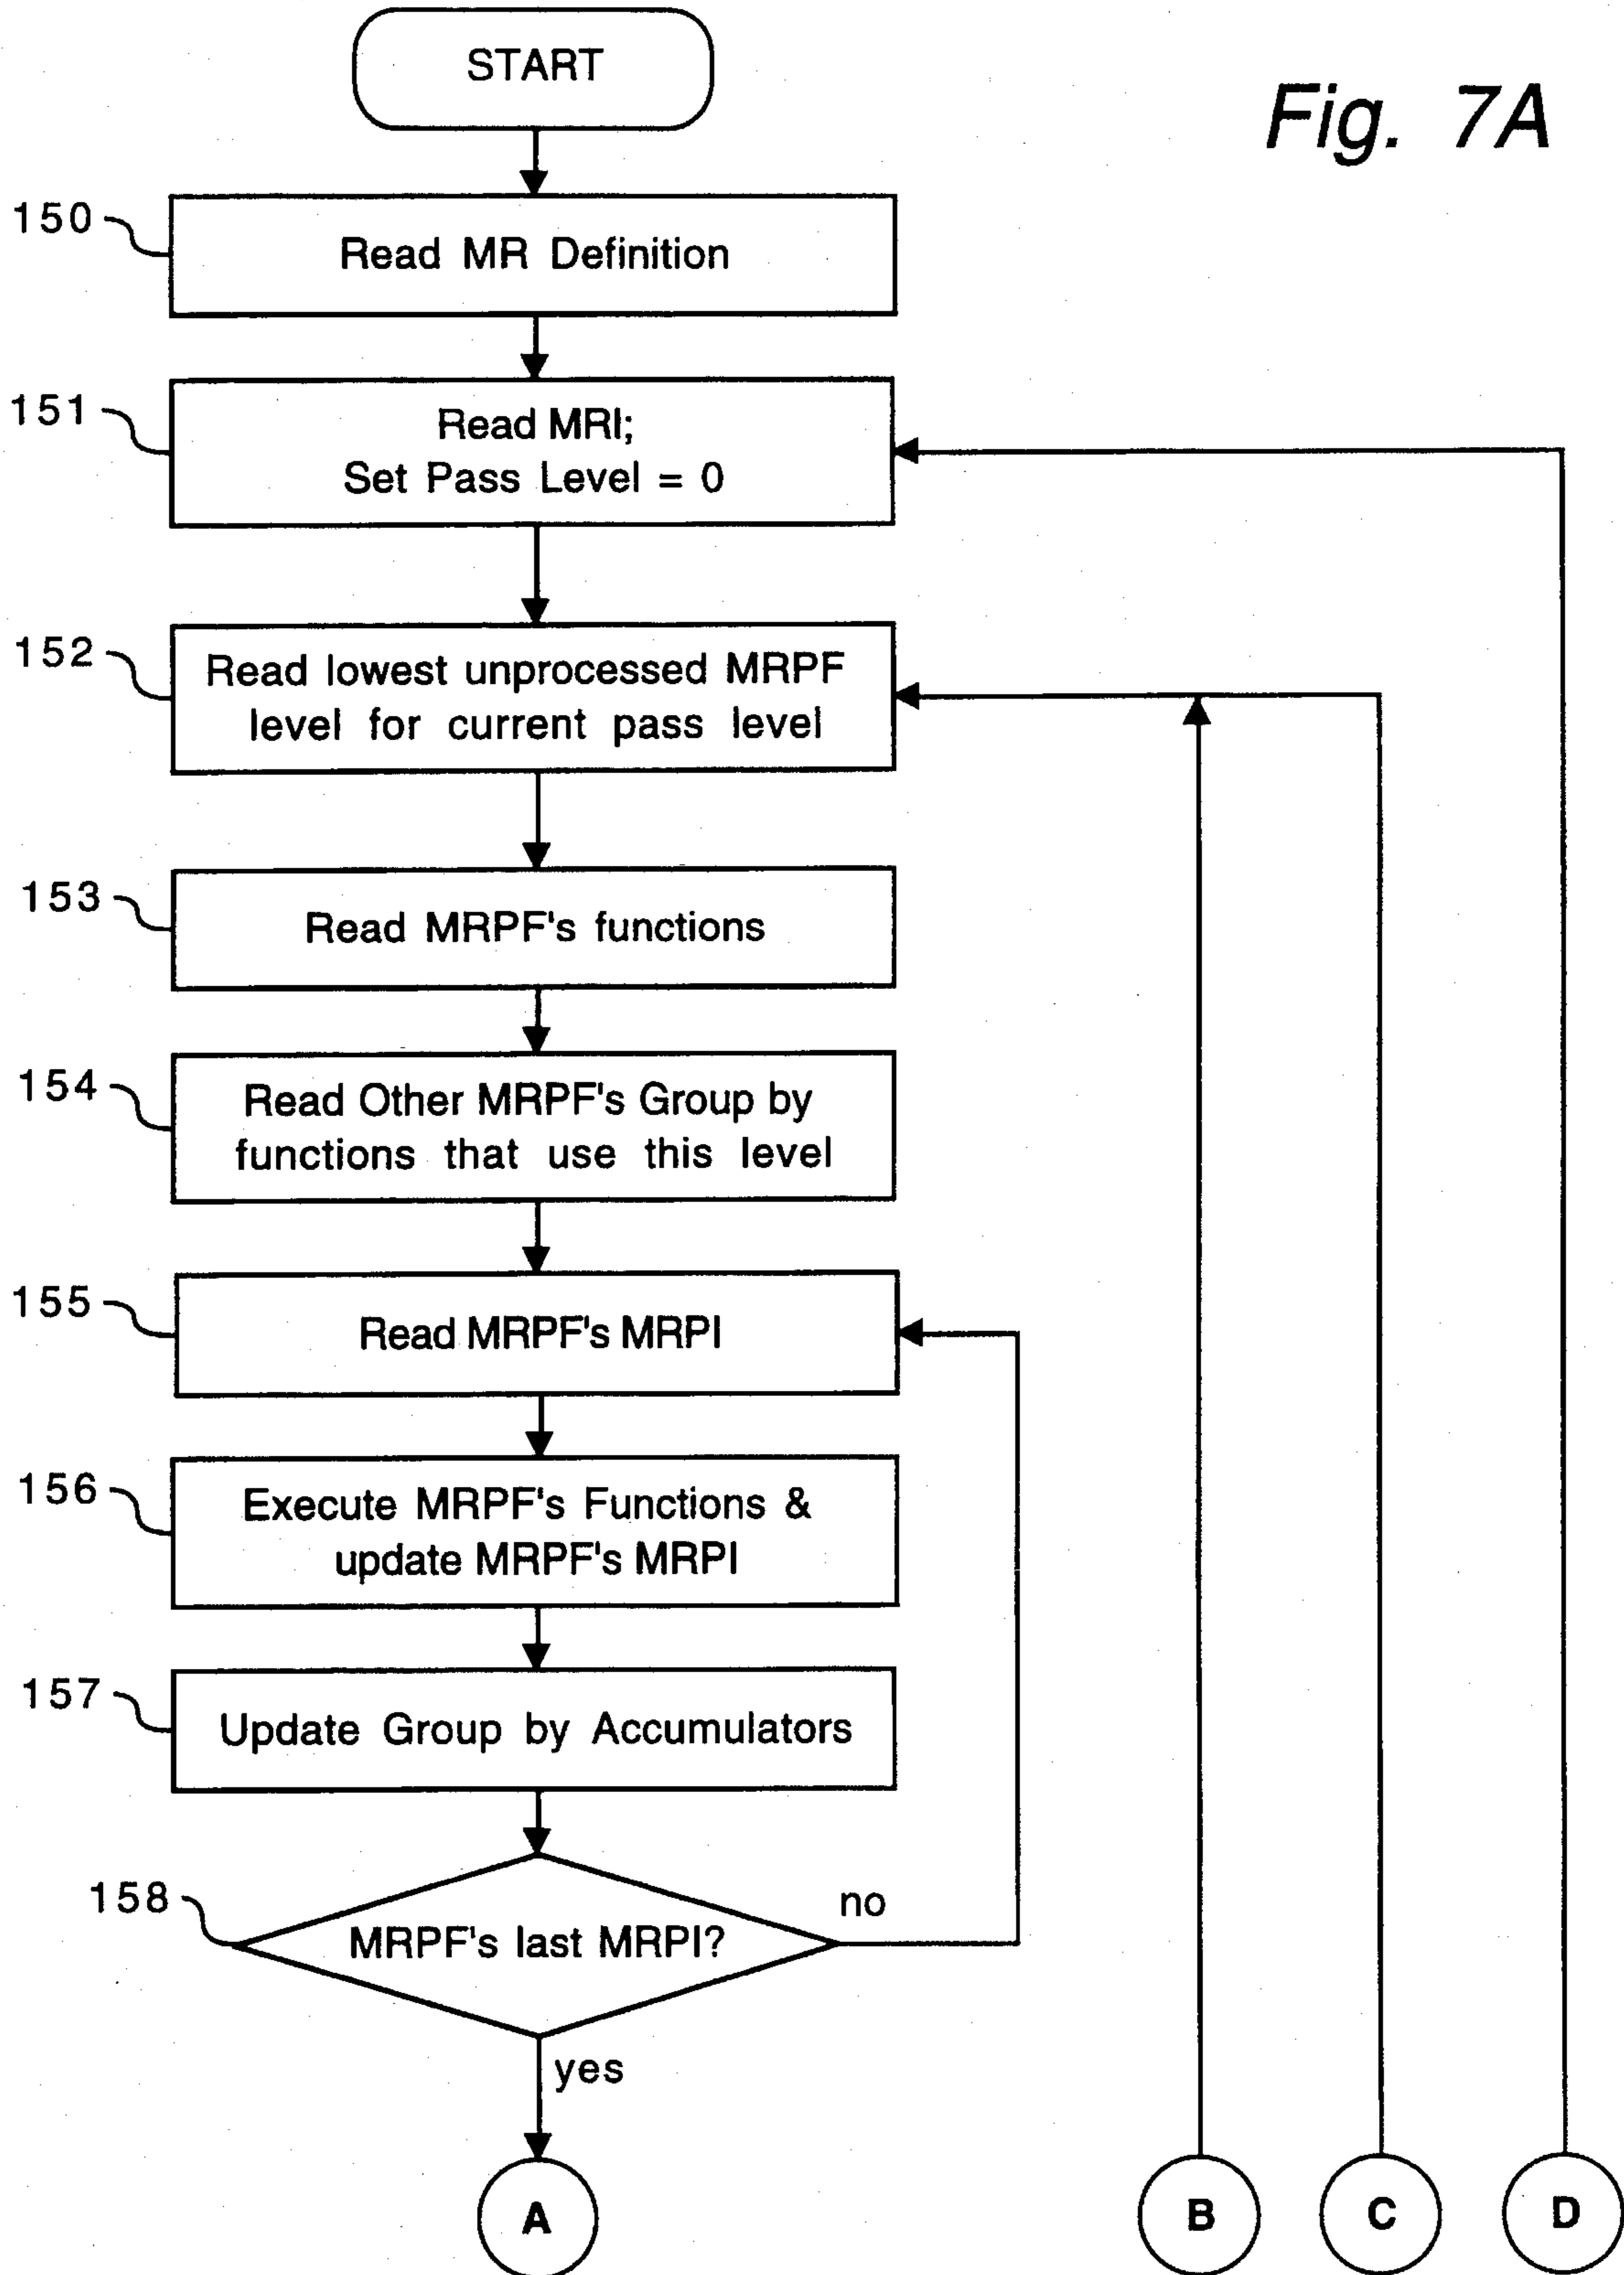 START
Fig. 7A
150
Read MR Definition
151
Read MRI;
Set Pass Level = 0
152
Read lowest unprocessed MRPF
level for current pass level
153
Read MRPF's functions
154
Read Other MRPF's Group by
functions that use this level
155
Read MRPF's MRPI
156
Execute MRPF's Functions &
update MRPF's MRPI
157
Update Group by Accumulators
158
MRPF's last MRPI?
no
yes
A
B
C
D